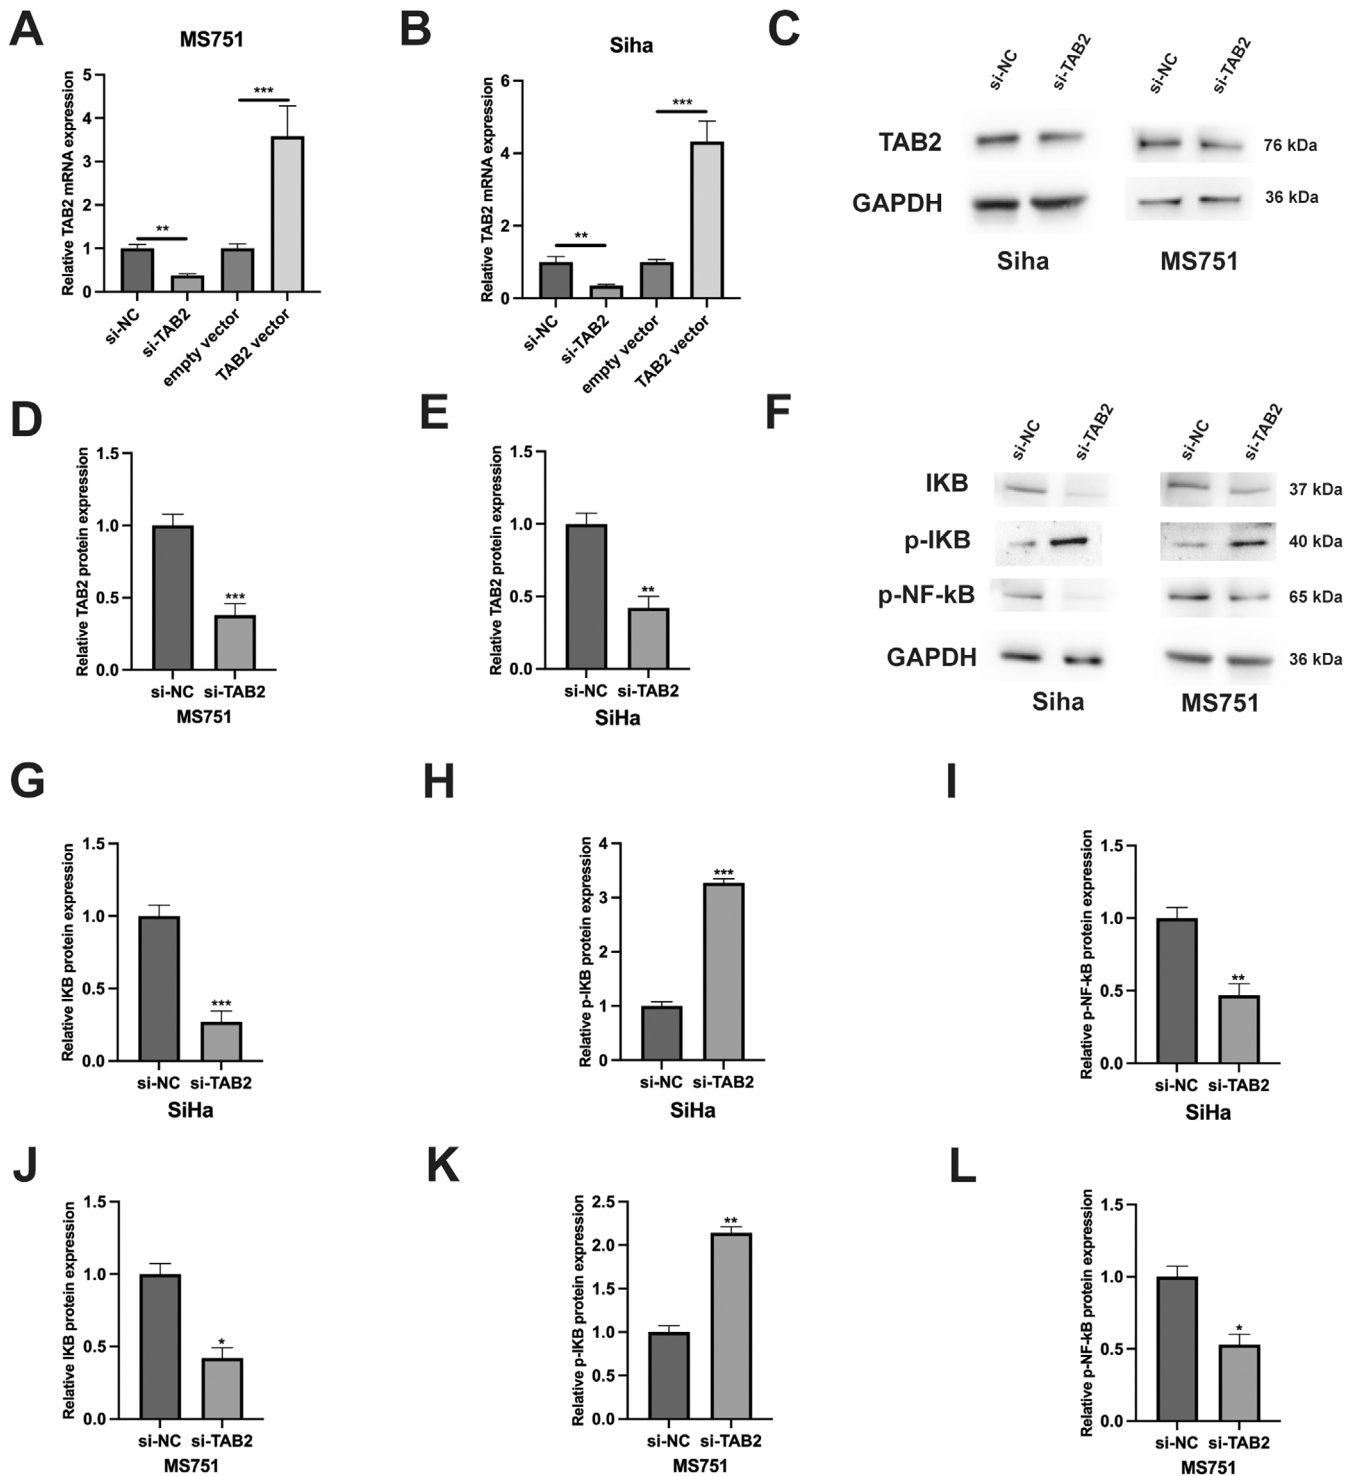 A
MS751
Relative TAB2 mRNA expression
5
4
3
2
1
0
**
***
si-NC
si-TAB2
empty vector
TAB2 vector
B
Siha
Relative TAB2 mRNA expression
6
4
2
0
**
***
si-NC
si-TAB2
empty vector
TAB2 vector
C
si-NC
si-TAB2
si-NC
si-TAB2
TAB2
76 kDa
GAPDH
36 kDa
Siha
MS751
D
Relative TAB2 protein expression
1.5
1.0
0.5
0.0
***
si-NC si-TAB2
MS751
E
Relative TAB2 protein expression
1.5
1.0
0.5
0.0
**
si-NC si-TAB2
SiHa
F
si-NC
si-TAB2
si-NC
si-TAB2
IKB
37 kDa
p-IKB
40 kDa
p-NF-kB
65 kDa
GAPDH
36 kDa
Siha
MS751
G
Relative IKB protein expression
1.5
1.0
0.5
0.0
***
si-NC si-TAB2
SiHa
H
Relative p-IKB protein expression
4
3
2
1
0
***
si-NC si-TAB2
SiHa
I
Relative p-NF-kB protein expression
1.5
1.0
0.5
0.0
**
si-NC si-TAB2
SiHa
J
Relative IKB protein expression
1.5
1.0
0.5
0.0
*
si-NC si-TAB2
MS751
K
Relative p-IKB protein expression
2.5
2.0
1.5
1.0
0.5
0.0
**
si-NC si-TAB2
MS751
L
Relative p-NF-kB protein expression
1.5
1.0
0.5
0.0
*
si-NC si-TAB2
MS751